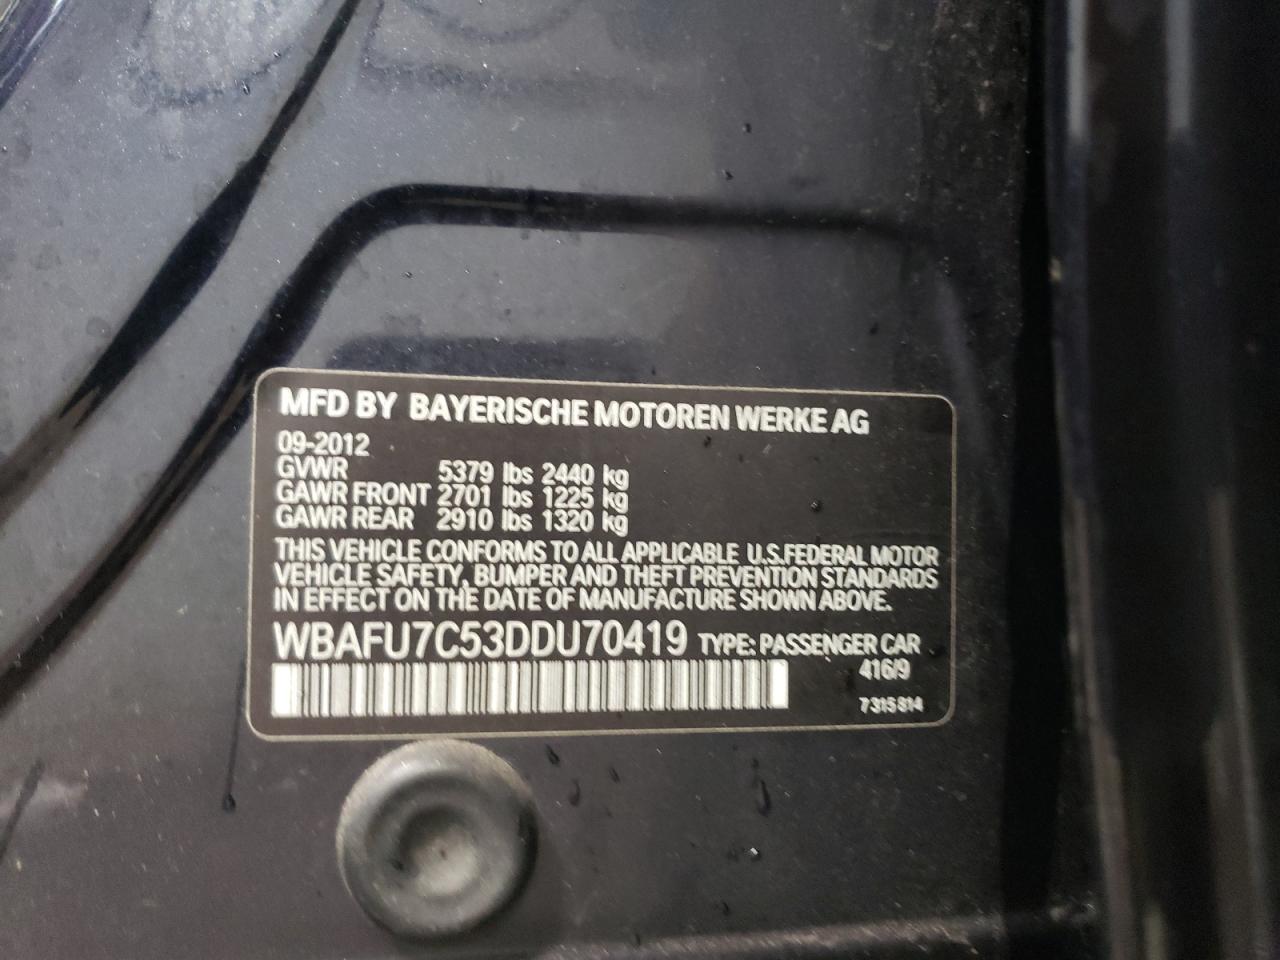 MFD BY BAYERISCHE MOTOREN WERKE AG
09-2012
GVWR 5379 lbs 2440 kg
GAWR FRONT 2701 lbs 1225 kg
GAWR REAR 2910 lbs 1320 kg
THIS VEHICLE CONFORMS TO ALL APPLICABLE U.S.FEDERAL MOTOR
VEHICLE SAFETY, BUMPER AND THEFT PREVENTION STANDARDS
IN EFFECT ON THE DATE OF MANUFACTURE SHOWN ABOVE.
WBAFU7C53DDU70419 TYPE: PASSENGER CAR
416/9
7315814